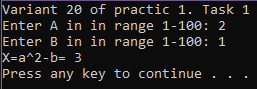 Variant 20 of practic 1. Task 1
Enter A in in range 1-100: 2
Enter B in in range 1-100: 1
X=a^2-b= 3
Press any key to continue . . .